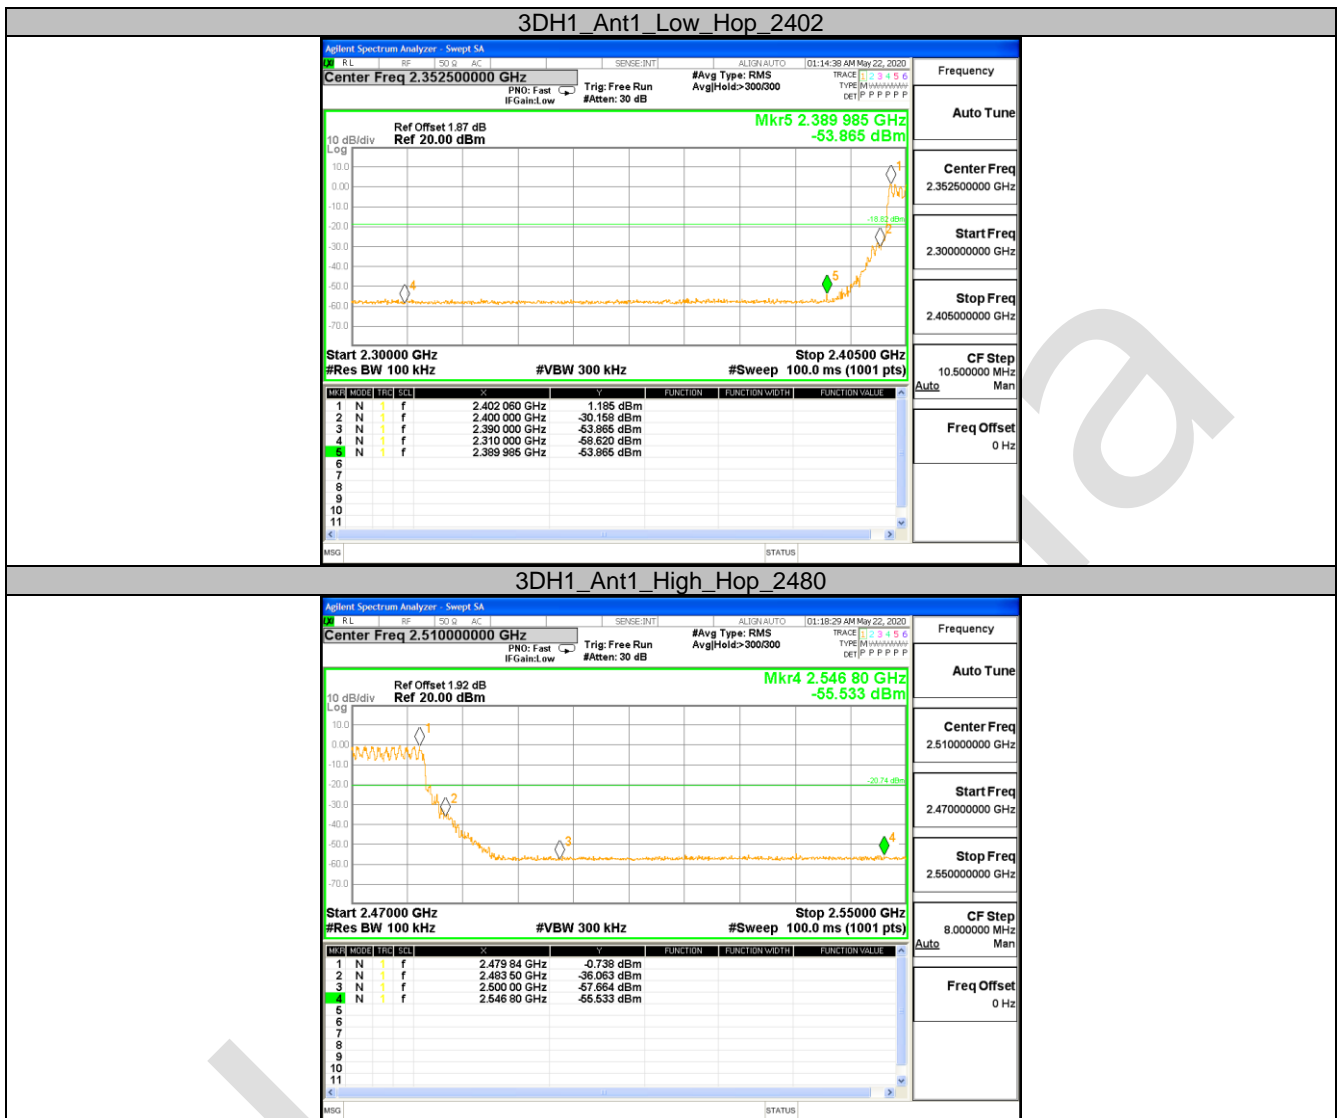 3DH1_Ant1_Low_Hop_2402
Agilent Spectrum Analyzer - Swept SA
RL RF 50 Ω AC SENSE:INT ALIGNAUTO 01:14:38 AM May 22, 2020
Center Freq 2.352500000 GHz
PNO: Fast
IFGain:Low
Trig: Free Run
#Atten: 30 dB
#Avg Type: RMS
Avg|Hold:>300/300
TRACE 1 2 3 4 5 6
TYPE M
DET P P P P P P
Frequency
Auto Tune
Mkr5 2.389 985 GHz
-53.865 dBm
Ref Offset 1.87 dB
10 dB/div Ref 20.00 dBm
Log
10.0
0.00
-10.0
-20.0
-30.0
-40.0
-50.0
-60.0
-70.0
1
-18.82 dBm
2
5
4
Center Freq
2.352500000 GHz
Start Freq
2.300000000 GHz
Stop Freq
2.405000000 GHz
Start 2.30000 GHz Stop 2.40500 GHz
#Res BW 100 kHz #VBW 300 kHz #Sweep 100.0 ms (1001 pts)
CF Step
10.500000 MHz
Auto Man
Freq Offset
0 Hz
MKR MODE TRC SCL X Y FUNCTION FUNCTION WIDTH FUNCTION VALUE
1 N 1 f 2.402 060 GHz 1.185 dBm
2 N 1 f 2.400 000 GHz -30.158 dBm
3 N 1 f 2.390 000 GHz -53.865 dBm
4 N 1 f 2.310 000 GHz -58.620 dBm
5 N 1 f 2.389 985 GHz -53.865 dBm
6
7
8
9
10
11
MSG STATUS
3DH1_Ant1_High_Hop_2480
Agilent Spectrum Analyzer - Swept SA
RL RF 50 Ω AC SENSE:INT ALIGNAUTO 01:18:29 AM May 22, 2020
Center Freq 2.510000000 GHz
PNO: Fast
IFGain:Low
Trig: Free Run
#Atten: 30 dB
#Avg Type: RMS
Avg|Hold:>300/300
TRACE 1 2 3 4 5 6
TYPE M
DET P P P P P P
Frequency
Auto Tune
Mkr4 2.546 80 GHz
-55.533 dBm
Ref Offset 1.92 dB
10 dB/div Ref 20.00 dBm
Log
10.0
0.00
-10.0
-20.0
-30.0
-40.0
-50.0
-60.0
-70.0
1
-20.74 dBm
2
3
4
Center Freq
2.510000000 GHz
Start Freq
2.470000000 GHz
Stop Freq
2.550000000 GHz
Start 2.47000 GHz Stop 2.55000 GHz
#Res BW 100 kHz #VBW 300 kHz #Sweep 100.0 ms (1001 pts)
CF Step
8.000000 MHz
Auto Man
Freq Offset
0 Hz
MKR MODE TRC SCL X Y FUNCTION FUNCTION WIDTH FUNCTION VALUE
1 N 1 f 2.479 84 GHz -0.738 dBm
2 N 1 f 2.483 50 GHz -36.063 dBm
3 N 1 f 2.500 00 GHz -57.664 dBm
4 N 1 f 2.546 80 GHz -55.533 dBm
5
6
7
8
9
10
11
MSG STATUS